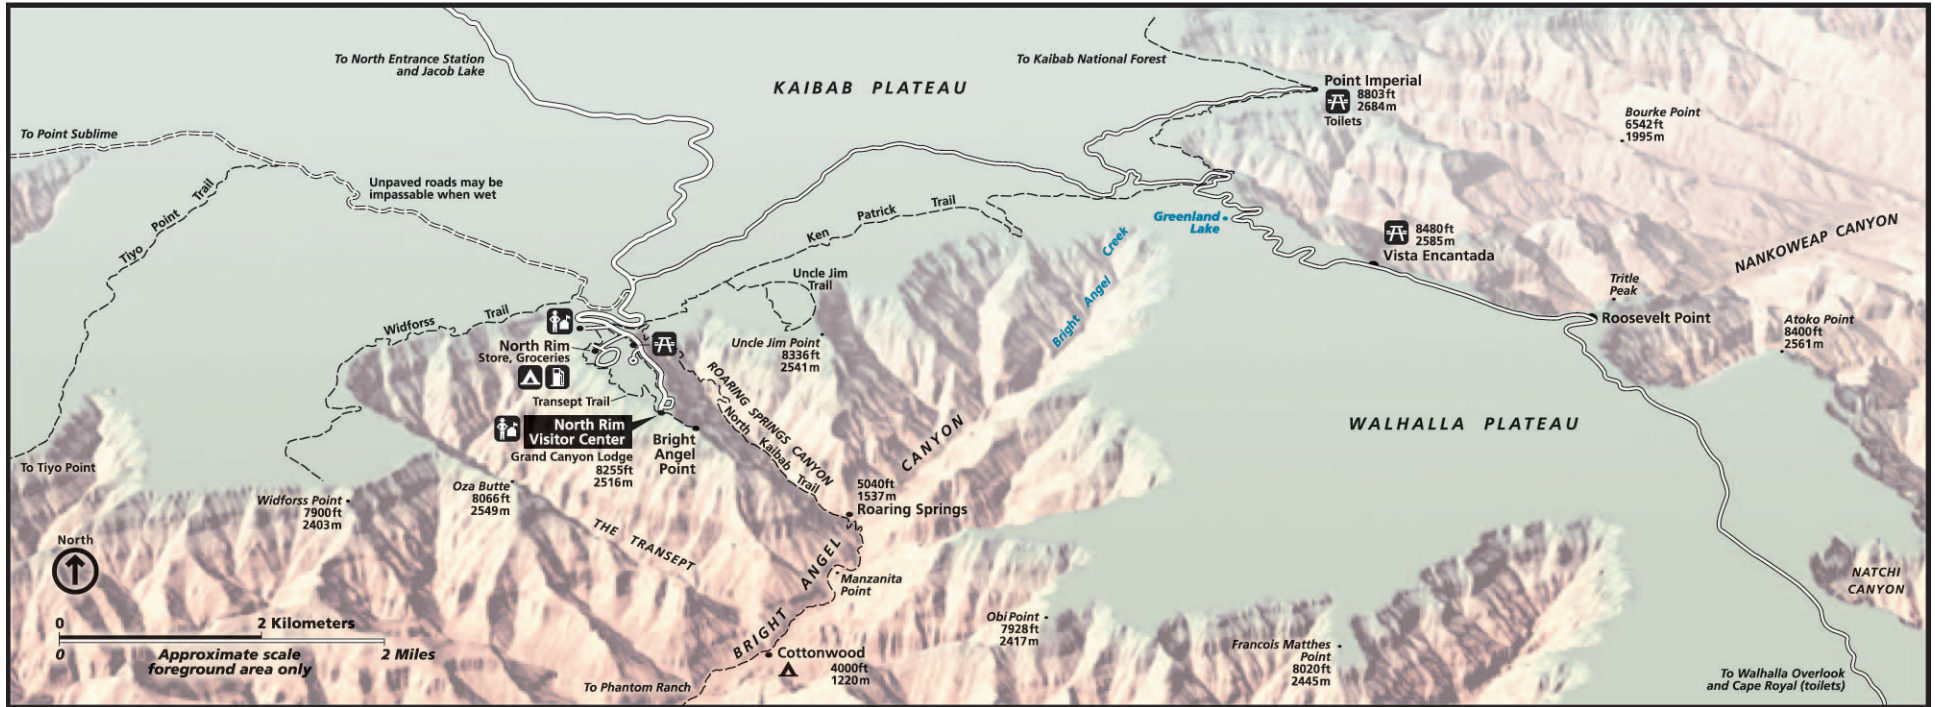 To North Entrance Station
and Jacob Lake
KAIBAB PLATEAU
To Kaibab National Forest
Point Imperial
8803ft
2684m
Toilets
Bourke Point
6542ft
1995m
To Point Sublime
Unpaved roads may be
impassable when wet
Tiyo Point Trail
Ken Patrick Trail
Greenland
Lake
Bright Angel Creek
8480ft
2585m
Vista Encantada
NANKOWEAP CANYON
Tritle
Peak
Roosevelt Point
Atoko Point
8400ft
2561m
Uncle Jim
Trail
Widforss Trail
North Rim
Store, Groceries
Uncle Jim Point
8336ft
2541m
Transept Trail
North Rim
Visitor Center
Grand Canyon Lodge
8255ft
2516m
Bright
Angel
Point
ROARING SPRINGS CANYON
North Kaibab Trail
WALHALLA PLATEAU
To Tiyo Point
Widforss Point
7900ft
2403m
Oza Butte
8066ft
2549m
THE TRANSEPT
5040ft
1537m
Roaring Springs
BRIGHT ANGEL CANYON
Manzanita
Point
North
0 2 Kilometers
0 2 Miles
Approximate scale
foreground area only
Obi Point
7928ft
2417m
Francois Matthes
Point
8020ft
2445m
NATCHI
CANYON
Cottonwood
4000ft
1220m
To Phantom Ranch
To Walhalla Overlook
and Cape Royal (toilets)